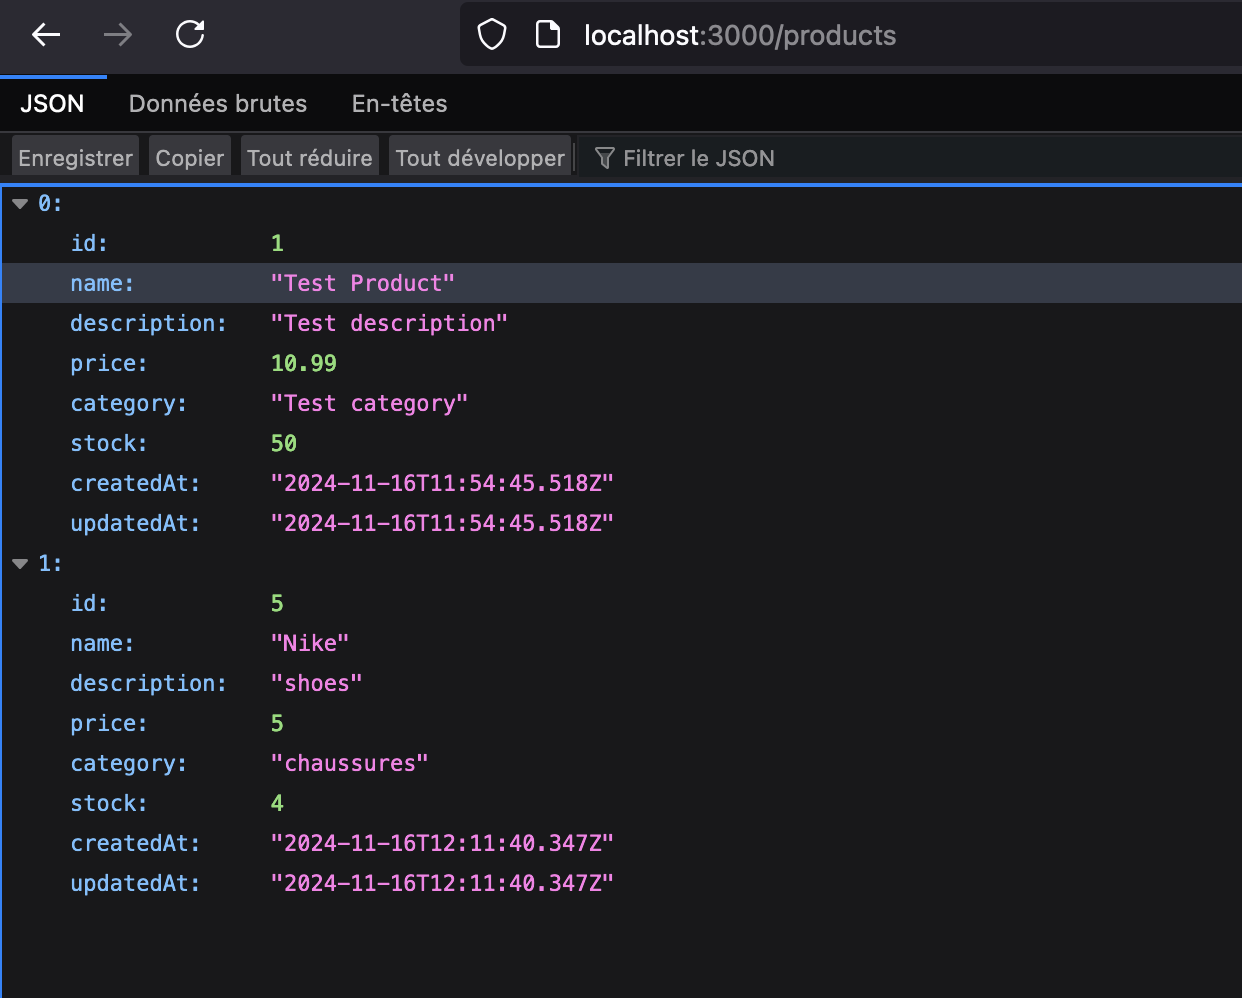 localhost:3000/products
JSON Données brutes En-têtes
Enregistrer Copier Tout réduire Tout développer Filtrer le JSON
0:
id: 1
name: "Test Product"
description: "Test description"
price: 10.99
category: "Test category"
stock: 50
createdAt: "2024-11-16T11:54:45.518Z"
updatedAt: "2024-11-16T11:54:45.518Z"
1:
id: 5
name: "Nike"
description: "shoes"
price: 5
category: "chaussures"
stock: 4
createdAt: "2024-11-16T12:11:40.347Z"
updatedAt: "2024-11-16T12:11:40.347Z"